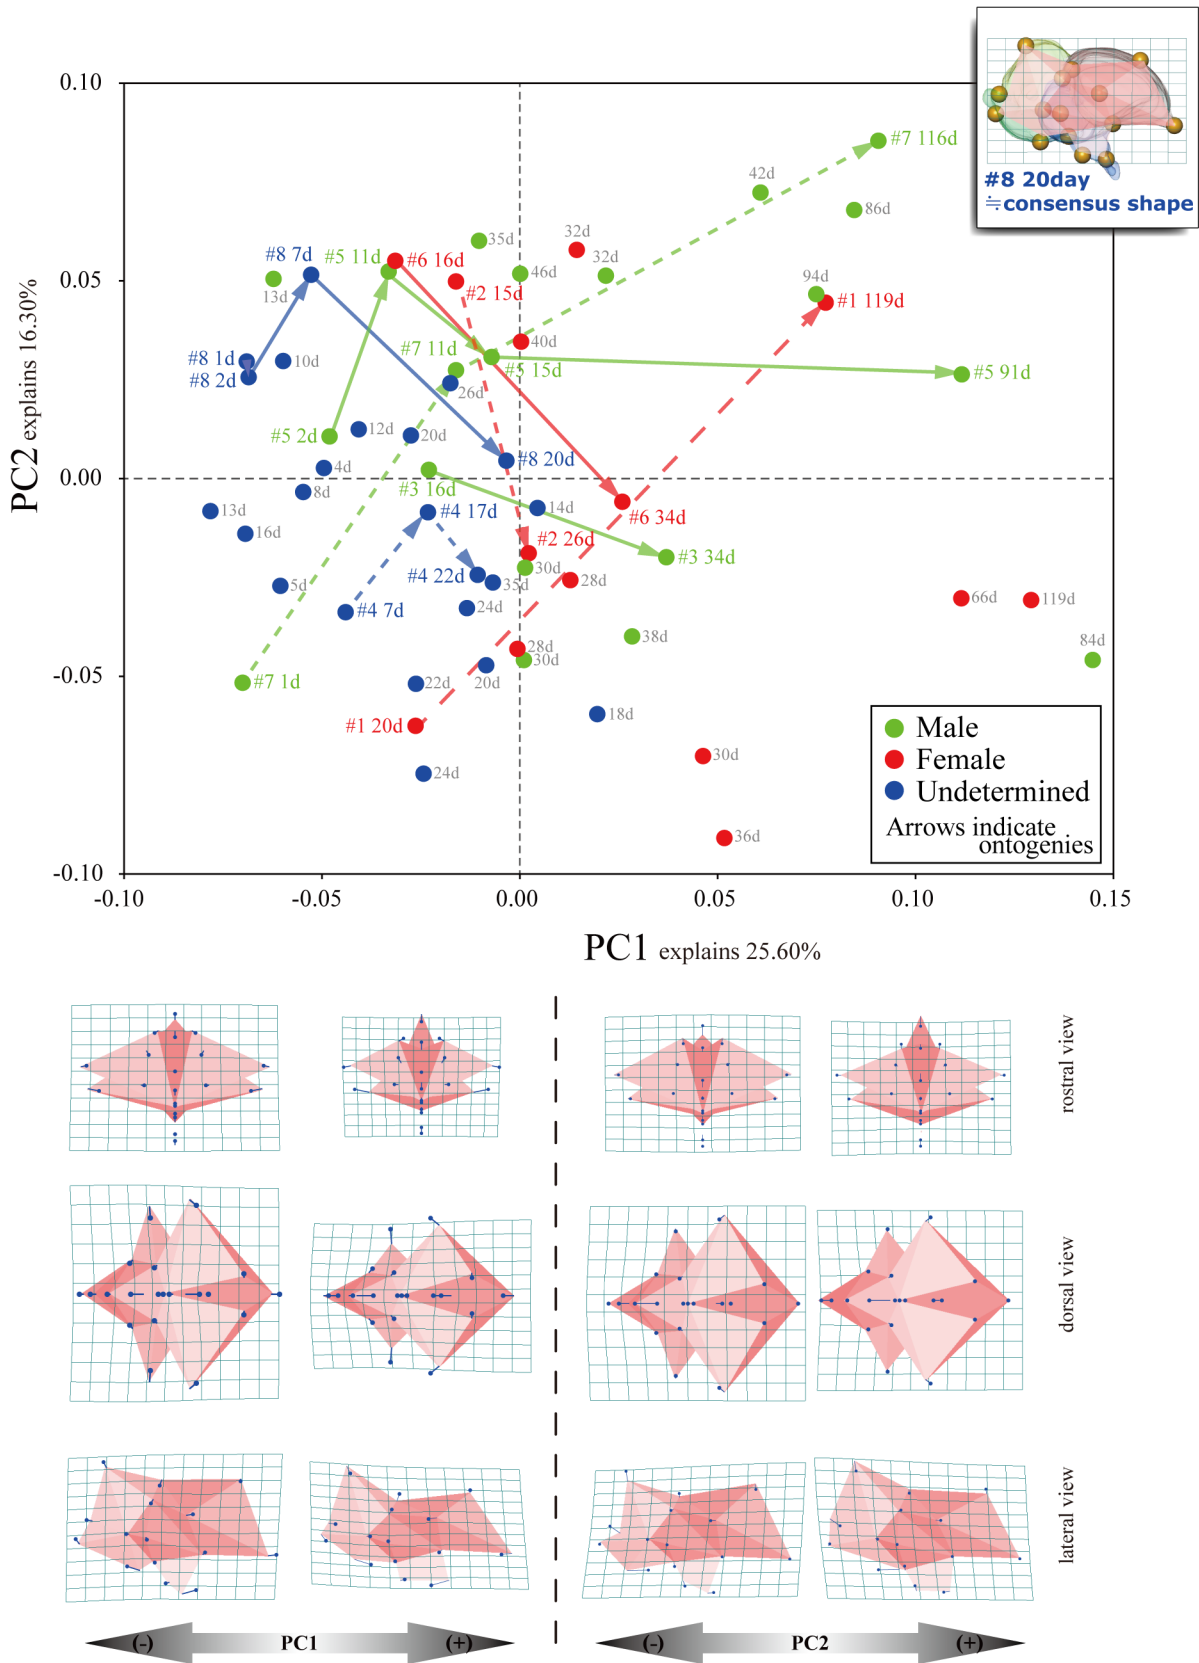 #8 20day
≒consensus shape
0.10
0.05
0.00
-0.05
-0.10
PC2 explains 16.30%
-0.10
-0.05
0.00
0.05
0.10
0.15
PC1 explains 25.60%
#7 116d
42d
86d
35d
32d
#8 7d
#5 11d
#6 16d
13d
#2 15d
46d
32d
94d
#1 119d
#8 1d
10d
#7 11d
40d
#8 2d
26d
#5 15d
#5 91d
#5 2d
12d
20d
4d
#8 20d
8d
#3 16d
13d
#4 17d
14d
#6 34d
16d
#2 26d
#3 34d
5d
#4 22d
35d
30d
28d
#4 7d
24d
66d
119d
38d
84d
28d
30d
#7 1d
22d
20d
#1 20d
18d
24d
30d
36d
Male
Female
Undetermined
Arrows indicate
ontogenies
rostral view
dorsal view
lateral view
(-)
PC1
(+)
(-)
PC2
(+)